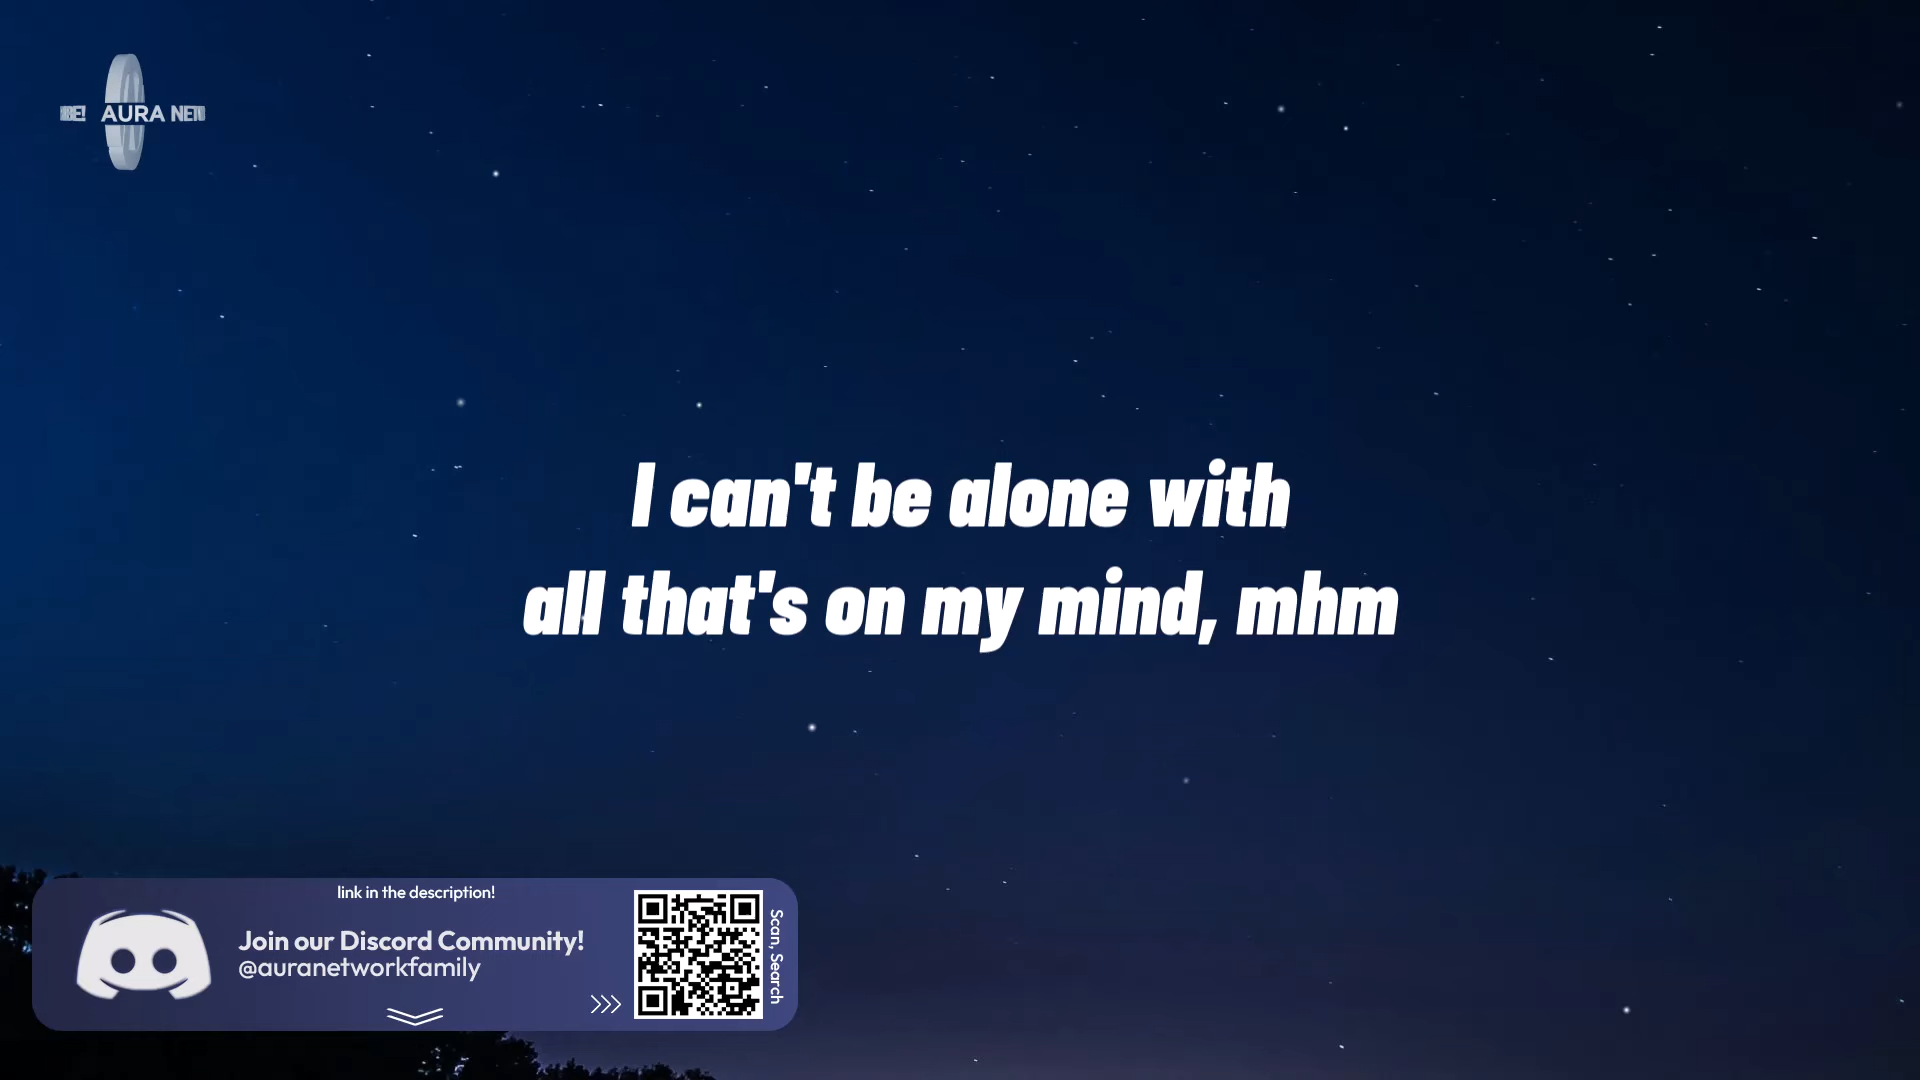 AURA
I can't be alone with
all that's on my mind, mhm
link in the description!
Join our Discord Community!
@auranetworkfamily
Scan, Search